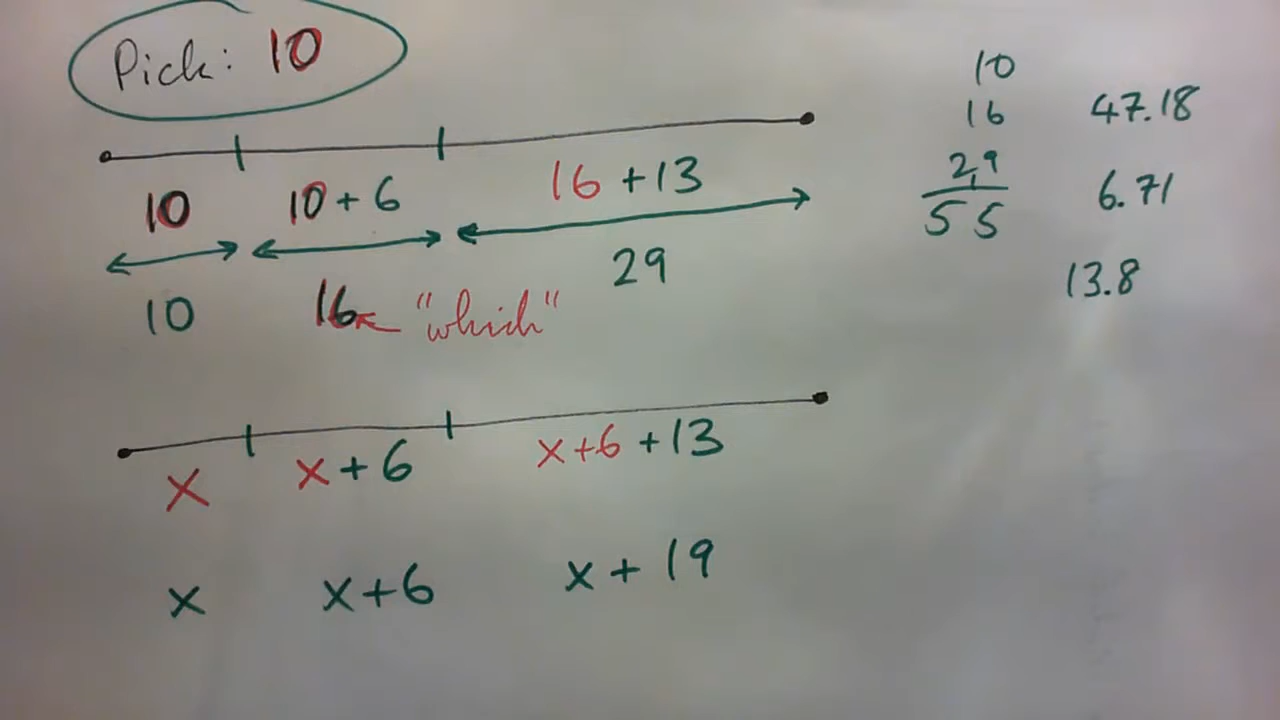 Pick: 10
10 10 + 6 16 + 13
10 16 "which" 29
10
16
29
55
47.18
6.71
13.8
x x + 6 x+6 + 13
x x+6 x + 19